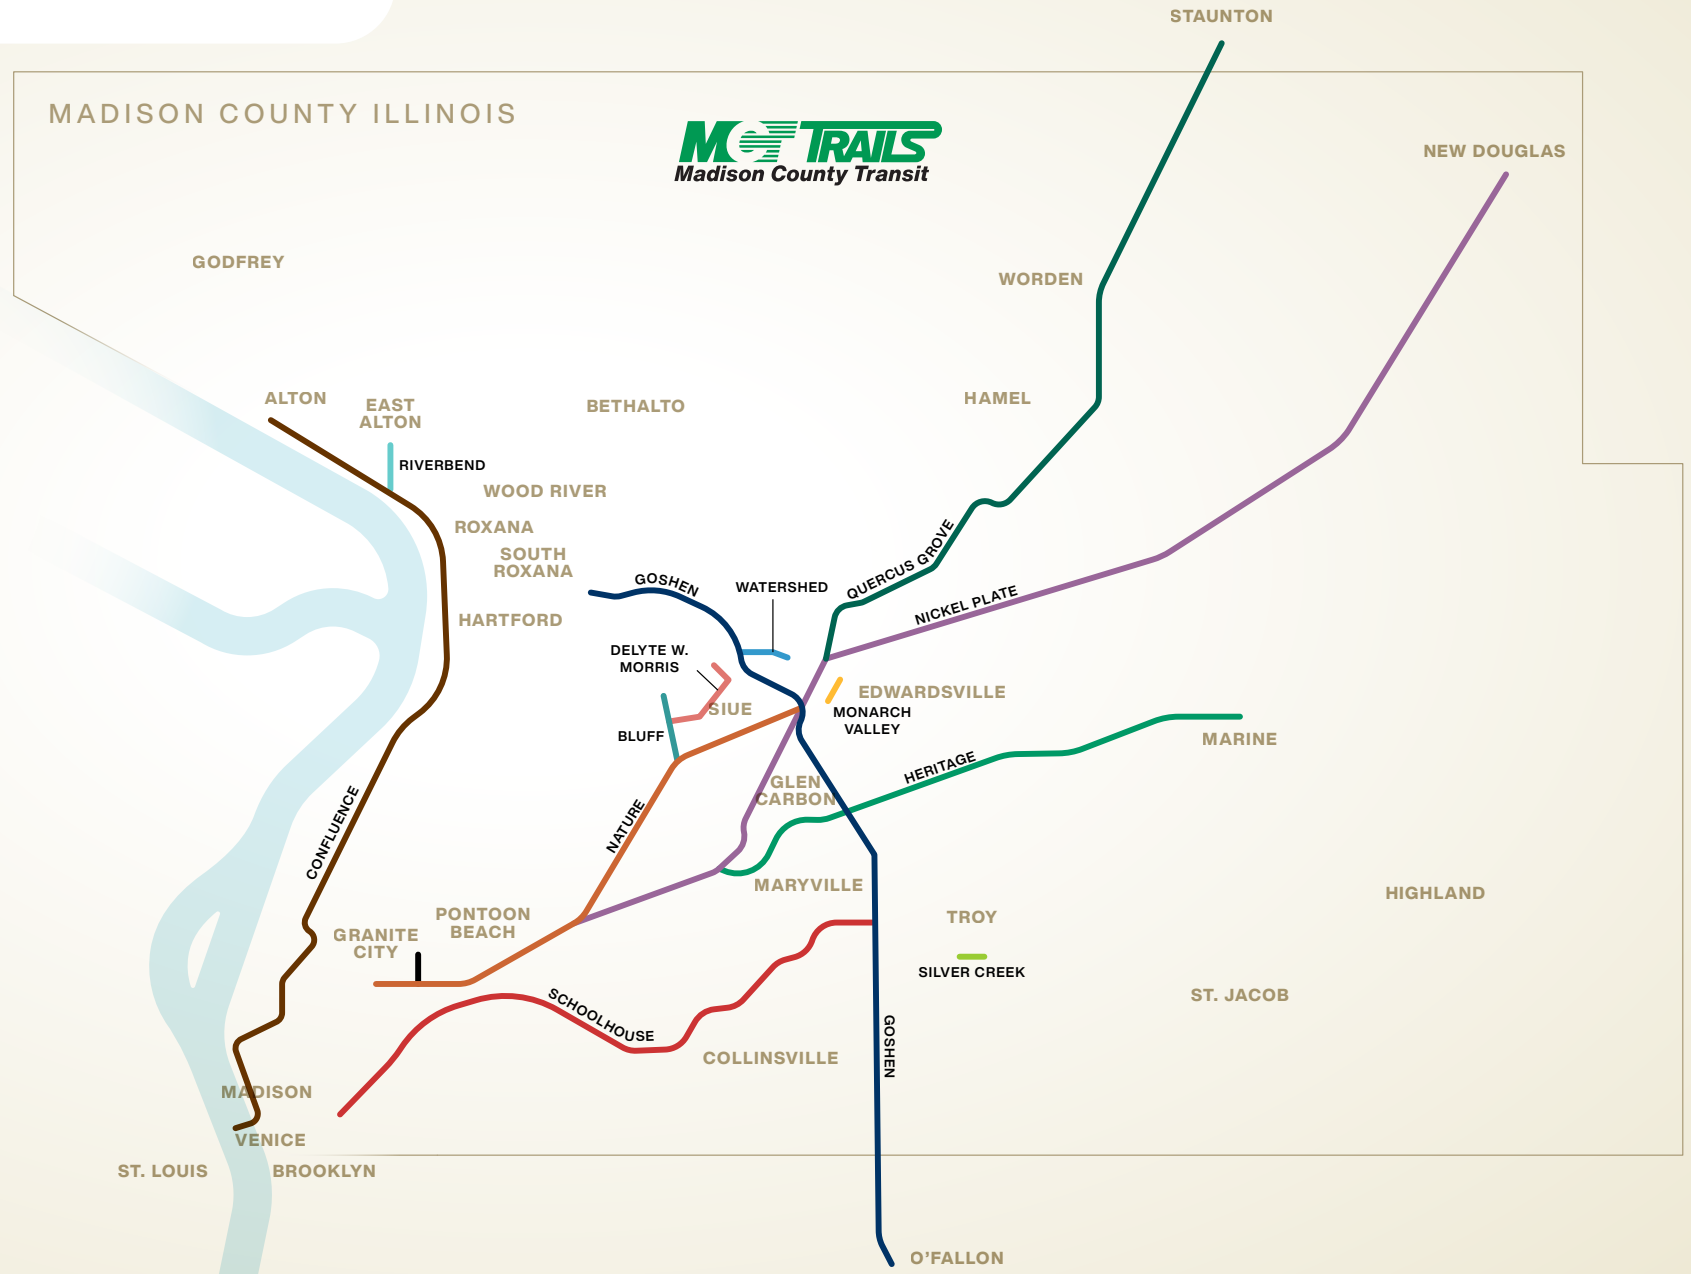 STAUNTON
MADISON COUNTY ILLINOIS
MCT TRAILS
Madison County Transit
NEW DOUGLAS
GODFREY
WORDEN
ALTON
EAST
ALTON
BETHALTO
HAMEL
RIVERBEND
WOOD RIVER
ROXANA
SOUTH
ROXANA
GOSHEN
WATERSHED
QUERCUS GROVE
NICKEL PLATE
HARTFORD
DELYTE W.
MORRIS
SIUE
EDWARDSVILLE
MONARCH
VALLEY
BLUFF
MARINE
HERITAGE
GLEN
CARBON
NATURE
CONFLUENCE
MARYVILLE
HIGHLAND
PONTOON
BEACH
TROY
GRANITE
CITY
SILVER CREEK
ST. JACOB
SCHOOLHOUSE
GOSHEN
COLLINSVILLE
MADISON
VENICE
ST. LOUIS
BROOKLYN
O'FALLON